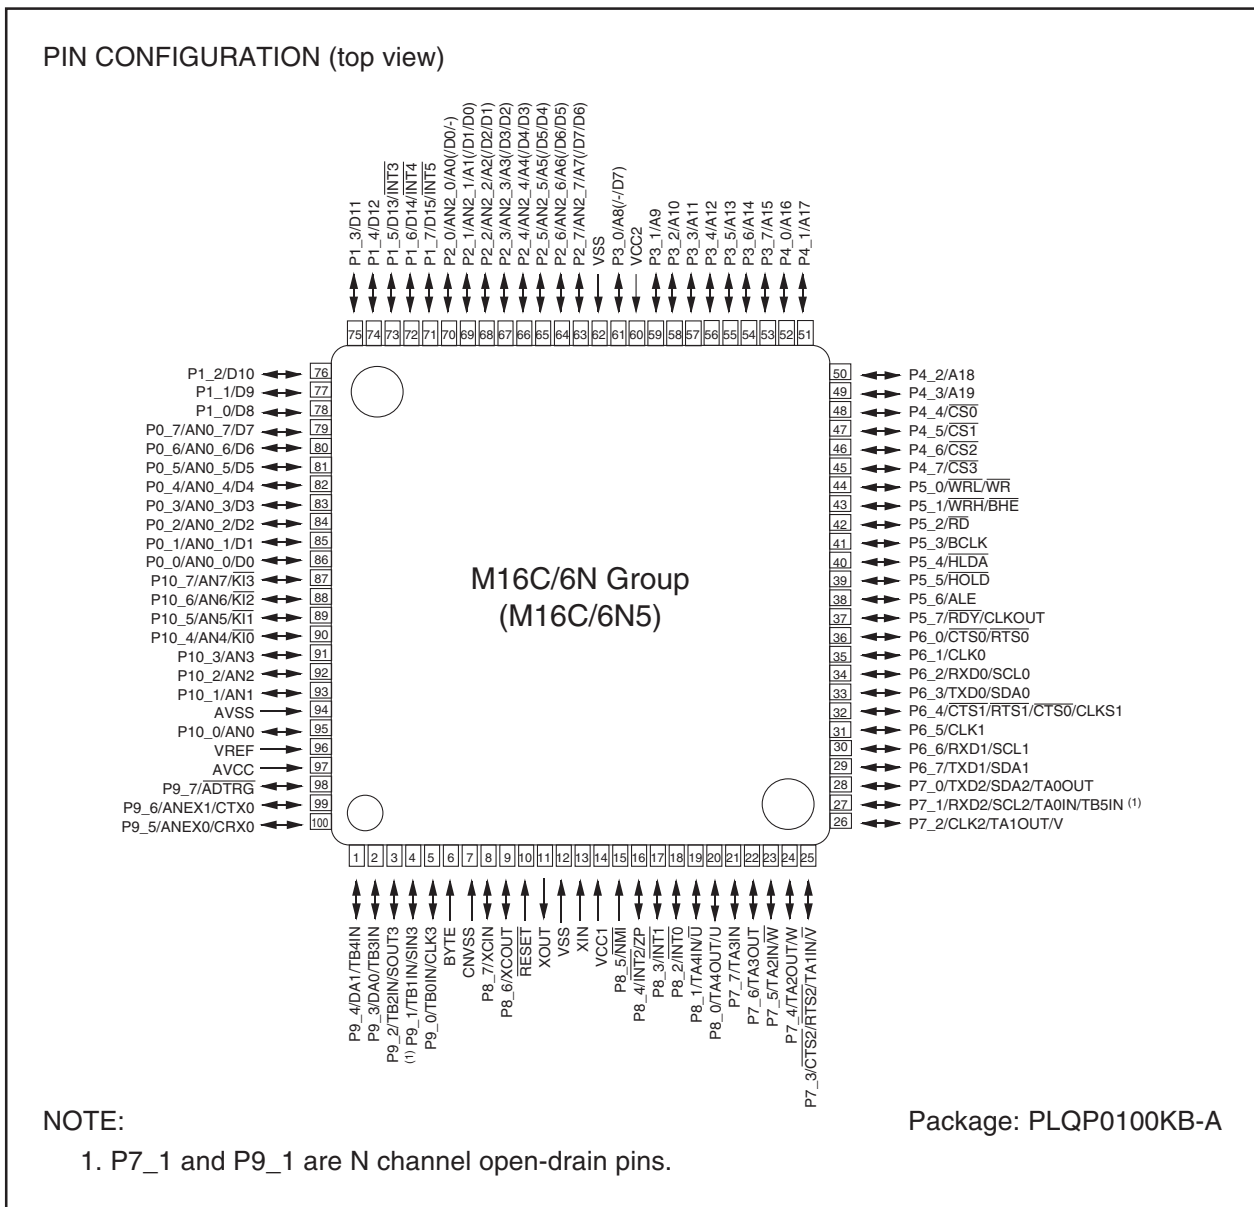 PIN CONFIGURATION (top view)
P1_3/D11
P1_4/D12
P1_5/D13/INT3
P1_6/D14/INT4
P1_7/D15/INT5
P2_0/AN2_0/A0(/D0/-)
P2_1/AN2_1/A1(/D1/D0)
P2_2/AN2_2/A2(/D2/D1)
P2_3/AN2_3/A3(/D3/D2)
P2_4/AN2_4/A4(/D4/D3)
P2_5/AN2_5/A5(/D5/D4)
P2_6/AN2_6/A6(/D6/D5)
P2_7/AN2_7/A7(/D7/D6)
VSS
P3_0/A8(/-/D7)
VCC2
P3_1/A9
P3_2/A10
P3_3/A11
P3_4/A12
P3_5/A13
P3_6/A14
P3_7/A15
P4_0/A16
P4_1/A17
75 74 73 72 71 70 69 68 67 66 65 64 63 62 61 60 59 58 57 56 55 54 53 52 51
P1_2/D10 76
P1_1/D9 77
P1_0/D8 78
P0_7/AN0_7/D7 79
P0_6/AN0_6/D6 80
P0_5/AN0_5/D5 81
P0_4/AN0_4/D4 82
P0_3/AN0_3/D3 83
P0_2/AN0_2/D2 84
P0_1/AN0_1/D1 85
P0_0/AN0_0/D0 86
P10_7/AN7/KI3 87
P10_6/AN6/KI2 88
P10_5/AN5/KI1 89
P10_4/AN4/KI0 90
P10_3/AN3 91
P10_2/AN2 92
P10_1/AN1 93
AVSS 94
P10_0/AN0 95
VREF 96
AVCC 97
P9_7/ADTRG 98
P9_6/ANEX1/CTX0 99
P9_5/ANEX0/CRX0 100
M16C/6N Group
(M16C/6N5)
50 P4_2/A18
49 P4_3/A19
48 P4_4/CS0
47 P4_5/CS1
46 P4_6/CS2
45 P4_7/CS3
44 P5_0/WRL/WR
43 P5_1/WRH/BHE
42 P5_2/RD
41 P5_3/BCLK
40 P5_4/HLDA
39 P5_5/HOLD
38 P5_6/ALE
37 P5_7/RDY/CLKOUT
36 P6_0/CTS0/RTS0
35 P6_1/CLK0
34 P6_2/RXD0/SCL0
33 P6_3/TXD0/SDA0
32 P6_4/CTS1/RTS1/CTS0/CLKS1
31 P6_5/CLK1
30 P6_6/RXD1/SCL1
29 P6_7/TXD1/SDA1
28 P7_0/TXD2/SDA2/TA0OUT
27 P7_1/RXD2/SCL2/TA0IN/TB5IN (1)
26 P7_2/CLK2/TA1OUT/V
1 2 3 4 5 6 7 8 9 10 11 12 13 14 15 16 17 18 19 20 21 22 23 24 25
P9_4/DA1/TB4IN
P9_3/DA0/TB3IN
P9_2/TB2IN/SOUT3
(1) P9_1/TB1IN/SIN3
P9_0/TB0IN/CLK3
BYTE
CNVSS
P8_7/XCIN
P8_6/XCOUT
RESET
XOUT
VSS
XIN
VCC1
P8_5/NMI
P8_4/INT2/ZP
P8_3/INT1
P8_2/INT0
P8_1/TA4IN/U
P8_0/TA4OUT/U
P7_7/TA3IN
P7_6/TA3OUT
P7_5/TA2IN/W
P7_4/TA2OUT/W
P7_3/CTS2/RTS2/TA1IN/V
NOTE:
1. P7_1 and P9_1 are N channel open-drain pins.
Package: PLQP0100KB-A